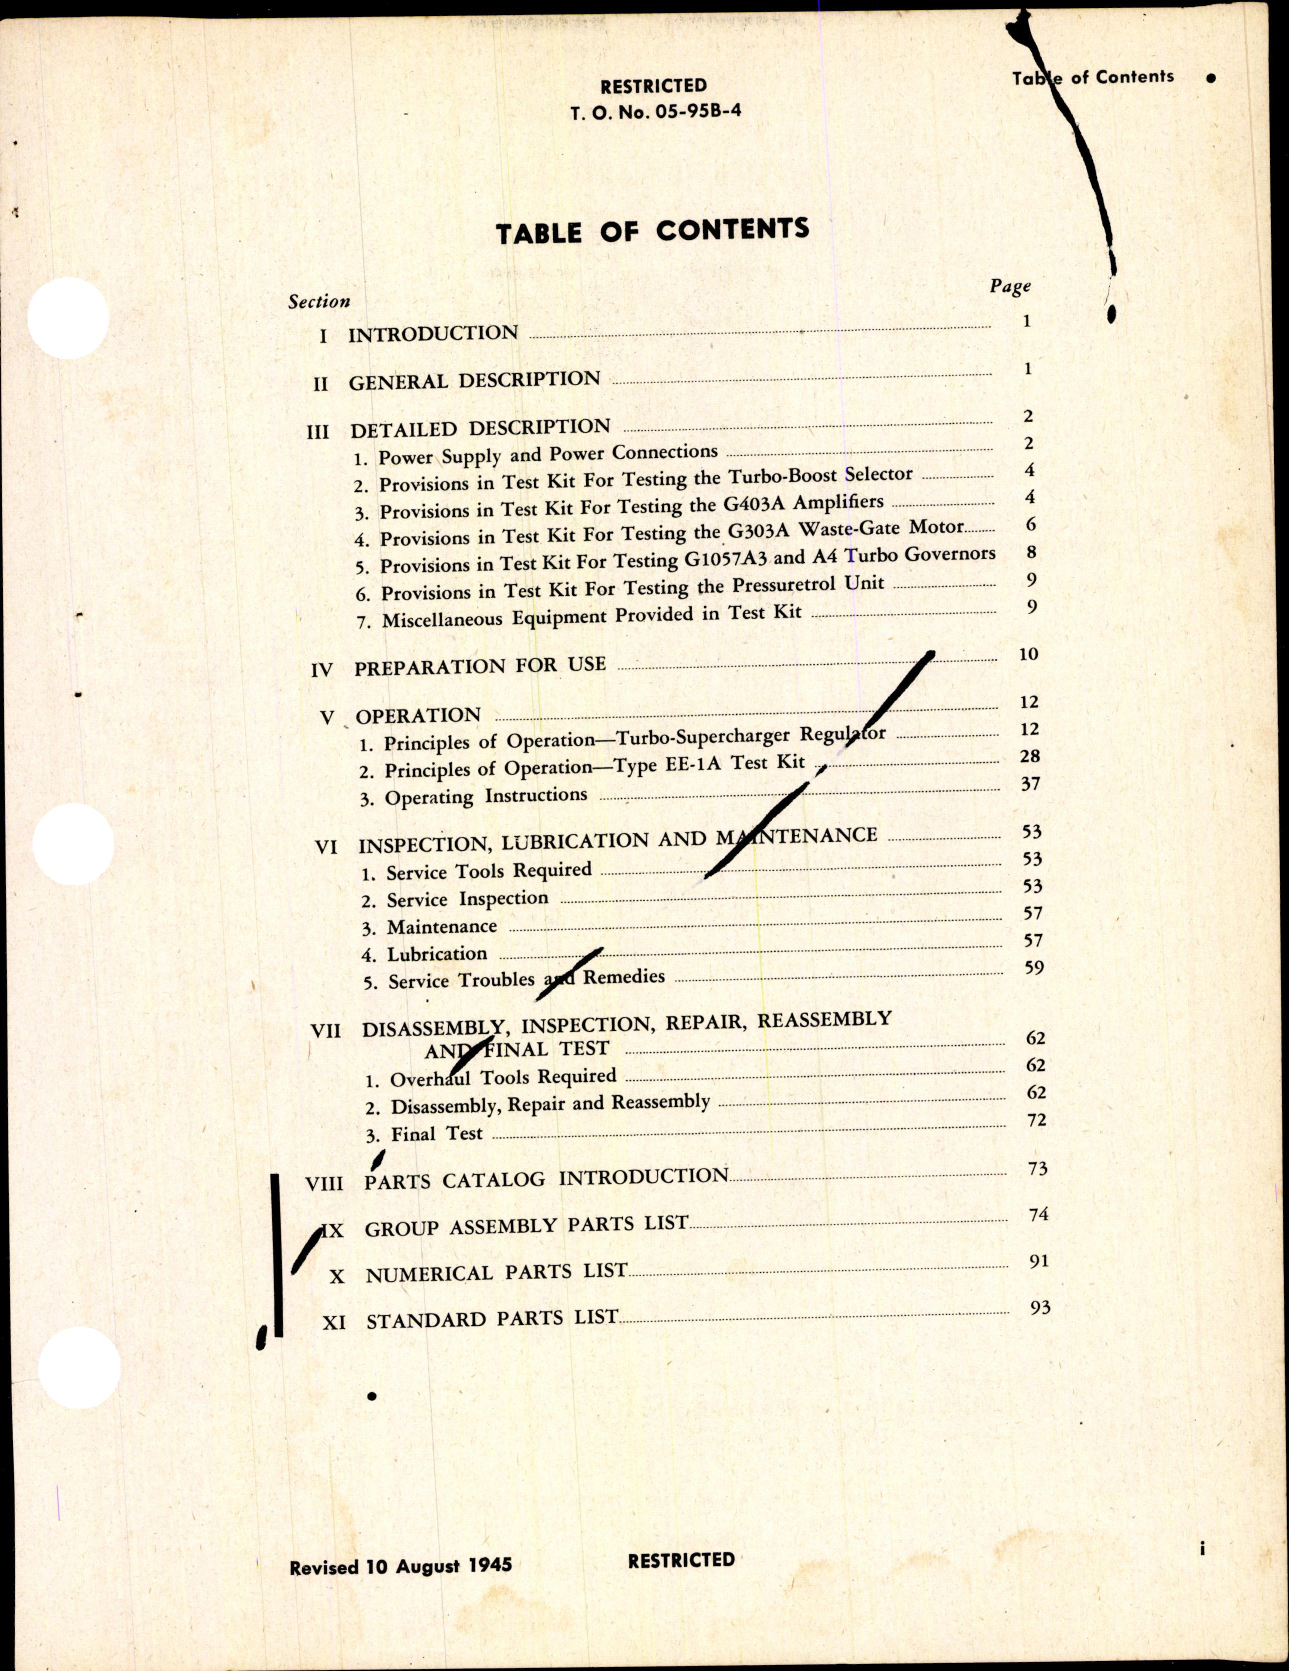 Table of Contents
RESTRICTED
T. O. No. 05-95B-4
TABLE OF CONTENTS
Section Page
I INTRODUCTION 1
II GENERAL DESCRIPTION 1
III DETAILED DESCRIPTION 2
1. Power Supply and Power Connections 2
2. Provisions in Test Kit For Testing the Turbo-Boost Selector 4
3. Provisions in Test Kit For Testing the G403A Amplifiers 4
4. Provisions in Test Kit For Testing the G303A Waste-Gate Motor 6
5. Provisions in Test Kit For Testing G1057A3 and A4 Turbo Governors 8
6. Provisions in Test Kit For Testing the Pressuretrol Unit 9
7. Miscellaneous Equipment Provided in Test Kit 9
IV PREPARATION FOR USE 10
V OPERATION 12
1. Principles of Operation—Turbo-Supercharger Regulator 12
2. Principles of Operation—Type EE-1A Test Kit 28
3. Operating Instructions 37
VI INSPECTION, LUBRICATION AND MAINTENANCE 53
1. Service Tools Required 53
2. Service Inspection 53
3. Maintenance 57
4. Lubrication 57
5. Service Troubles and Remedies 59
VII DISASSEMBLY, INSPECTION, REPAIR, REASSEMBLY
AND FINAL TEST 62
1. Overhaul Tools Required 62
2. Disassembly, Repair and Reassembly 62
3. Final Test 72
VIII PARTS CATALOG INTRODUCTION 73
IX GROUP ASSEMBLY PARTS LIST 74
X NUMERICAL PARTS LIST 91
XI STANDARD PARTS LIST 93
Revised 10 August 1945 RESTRICTED i